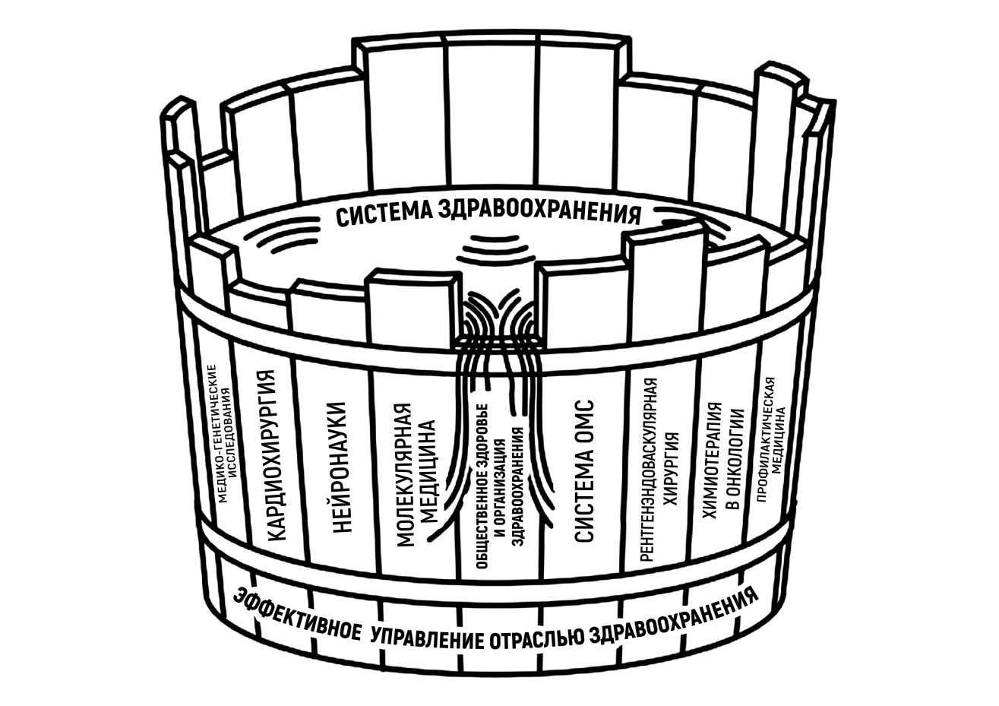 СИСТЕМА ЗДРАВООХРАНЕНИЯ
МЕДИКО-ГЕНЕТИЧЕСКИЕ
ИССЛЕДОВАНИЯ
КАРДИОХИРУРГИЯ
НЕЙРОНАУКИ
МОЛЕКУЛЯРНАЯ
МЕДИЦИНА
ОБЩЕСТВЕННОЕ ЗДОРОВЬЕ
И ОРГАНИЗАЦИЯ
ЗДРАВООХРАНЕНИЯ
СИСТЕМА ОМС
РЕНТГЕНЭНДОВАСКУЛЯРНАЯ
ХИРУРГИЯ
ХИМИОТЕРАПИЯ
В ОНКОЛОГИИ
ПРОФИЛАКТИЧЕСКАЯ
МЕДИЦИНА
ЭФФЕКТИВНОЕ УПРАВЛЕНИЕ ОТРАСЛЬЮ ЗДРАВООХРАНЕНИЯ